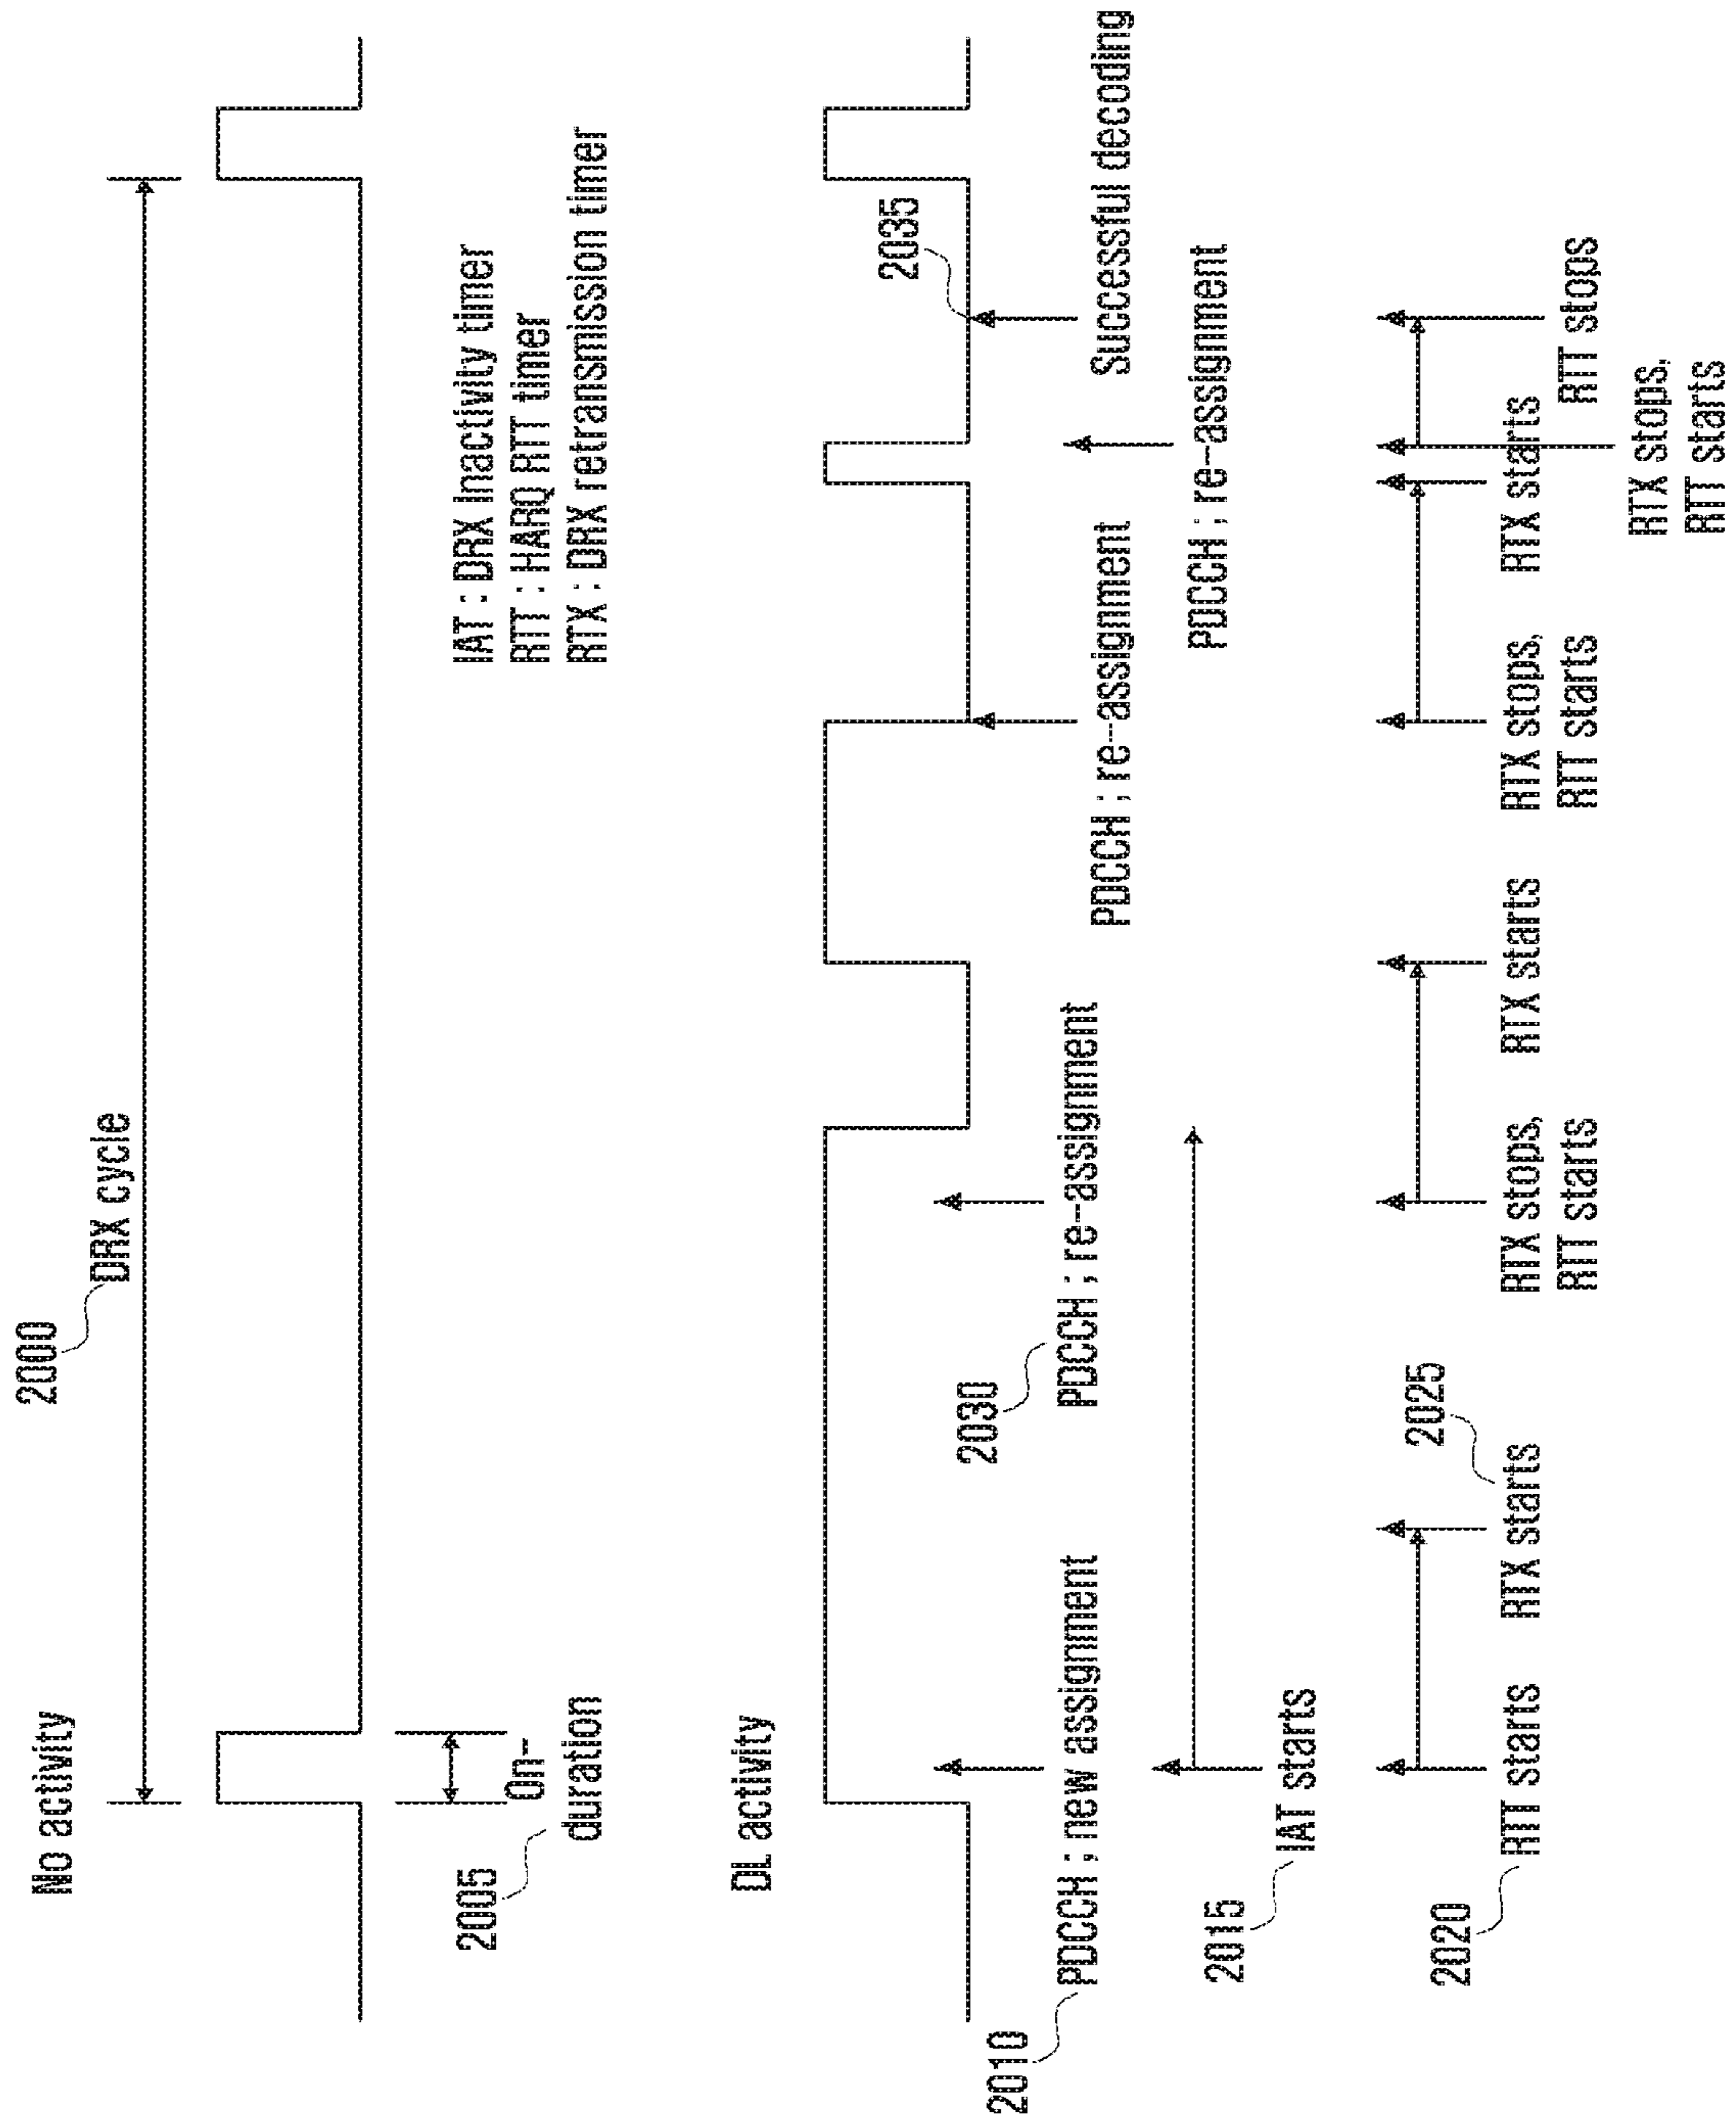 No activity
2000
DRX cycle
2005
On-
duration
IAT : DRX Inactivity timer
RTT : HARQ RTT timer
RTX : DRX retransmission timer
DL activity
2035
2010
PDCCH ; new assignment
2030
PDCCH ; re-assignment
PDCCH ; re-assignment
Successful decoding
PDCCH ; re-assignment
2015
IAT starts
2025
2020
RTT starts
RTX starts
RTX stops,
RTT starts
RTX starts
RTX stops,
RTT starts
RTX starts
RTT stops
RTX stops,
RTT starts